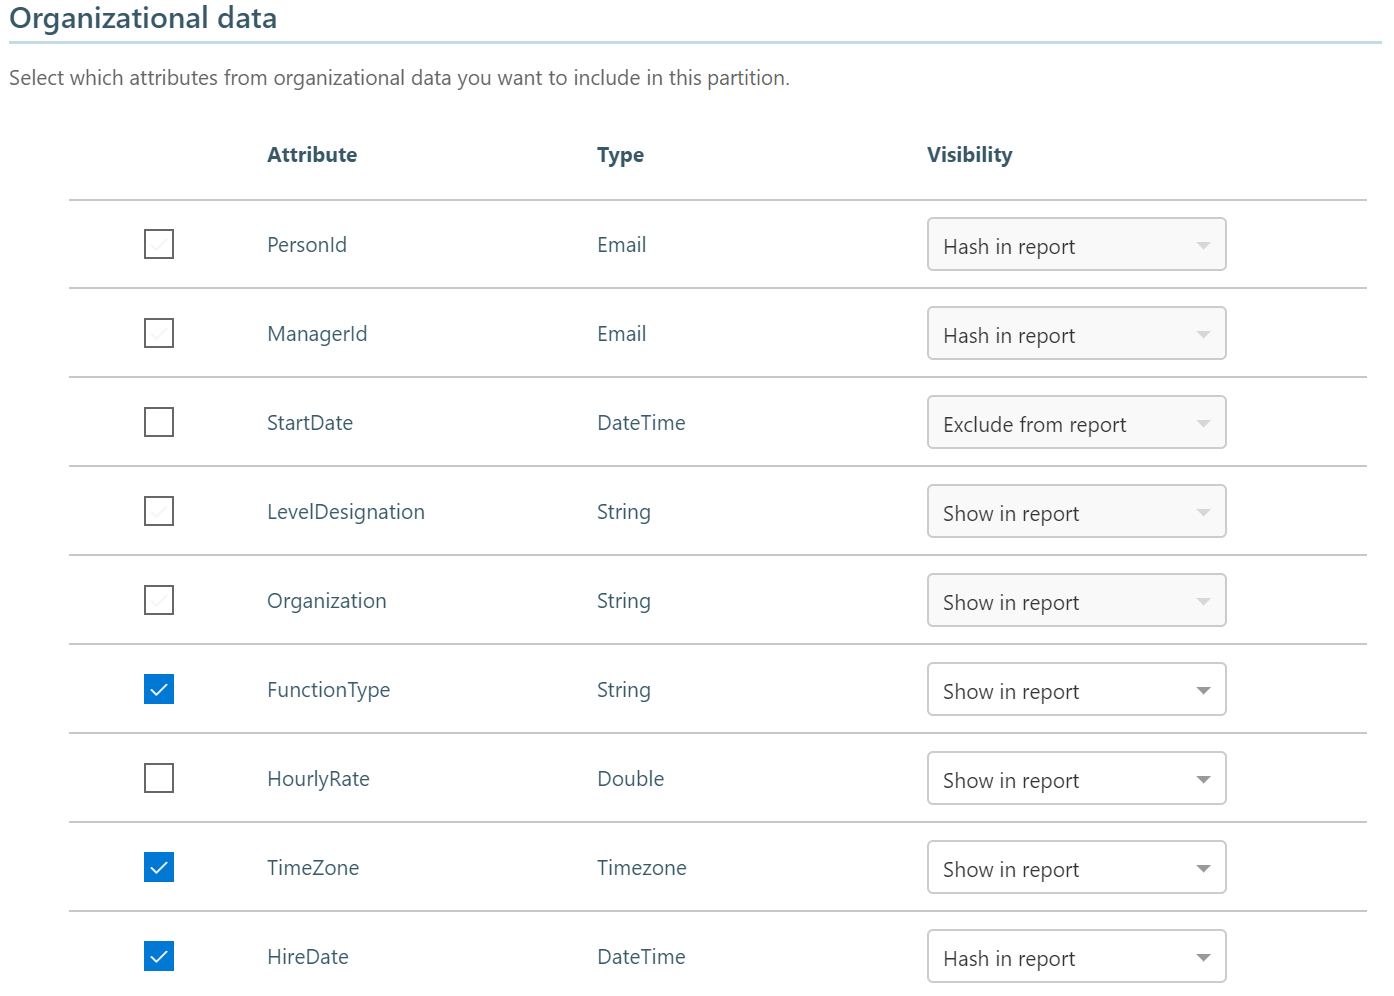 Organizational data
Select which attributes from organizational data you want to include in this partition.
Attribute Type Visibility
PersonId Email Hash in report
ManagerId Email Hash in report
StartDate DateTime Exclude from report
LevelDesignation String Show in report
Organization String Show in report
FunctionType String Show in report
HourlyRate Double Show in report
TimeZone Timezone Show in report
HireDate DateTime Hash in report